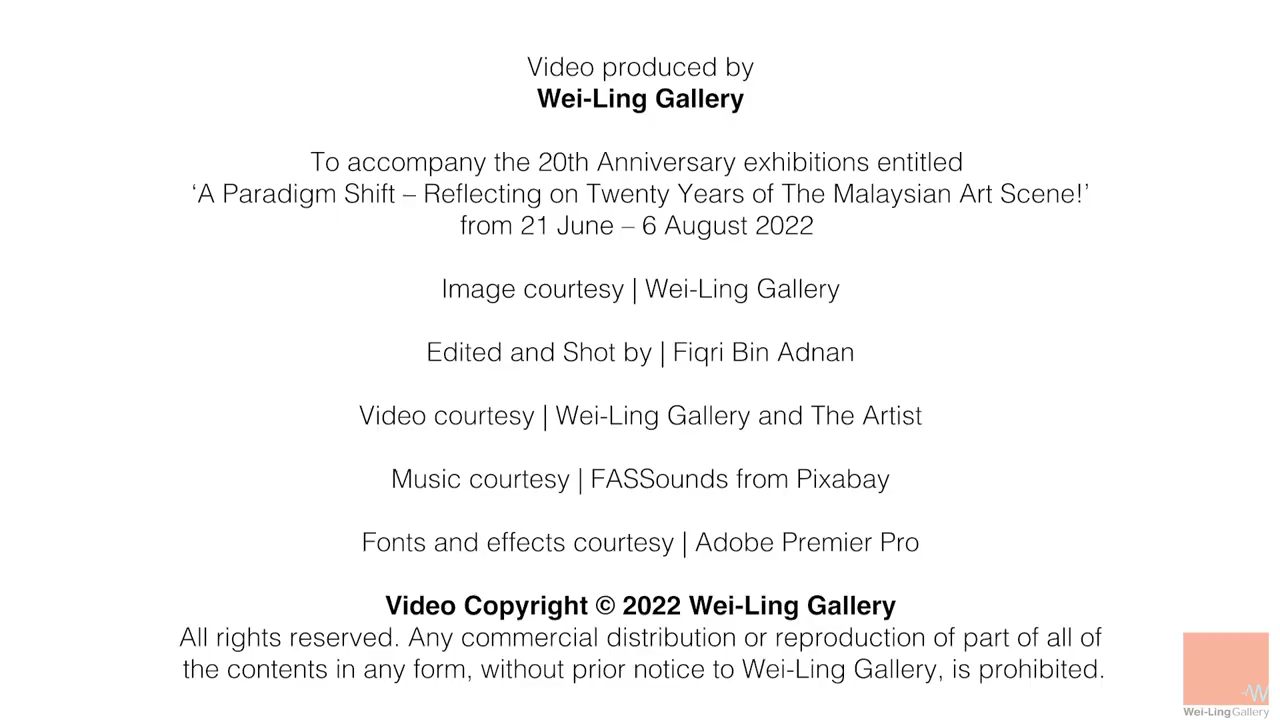 Video produced by
Wei-Ling Gallery
To accompany the 20th Anniversary exhibitions entitled
‘A Paradigm Shift – Reflecting on Twenty Years of The Malaysian Art Scene!’
from 21 June – 6 August 2022
Image courtesy | Wei-Ling Gallery
Edited and Shot by | Fiqri Bin Adnan
Video courtesy | Wei-Ling Gallery and The Artist
Music courtesy | FASSounds from Pixabay
Fonts and effects courtesy | Adobe Premier Pro
Video Copyright © 2022 Wei-Ling Gallery
All rights reserved. Any commercial distribution or reproduction of part of all of
the contents in any form, without prior notice to Wei-Ling Gallery, is prohibited.
W
Wei-Ling Gallery